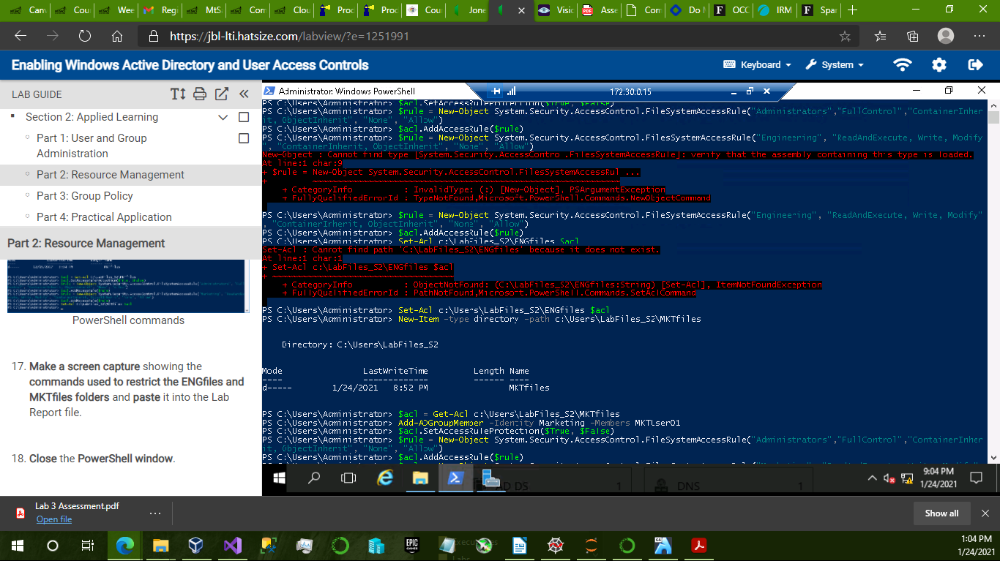 Can
Cou
Wee
Regi
MtS
Con
Clou
Proc
Proc
Cou
Jone
Visio
Asse
Con
Do N
OCC
IRM
Spar
https://jbl-lti.hatsize.com/labview/?e=1251991
Enabling Windows Active Directory and User Access Controls
Keyboard
System
LAB GUIDE
Section 2: Applied Learning
Part 1: User and Group
Administration
Part 2: Resource Management
Part 3: Group Policy
Part 4: Practical Application
Part 2: Resource Management
PowerShell commands
17. Make a screen capture showing the
commands used to restrict the ENGfiles and
MKTfiles folders and paste it into the Lab
Report file.
18. Close the PowerShell window.
Administrator: Windows PowerShell
172.30.0.15
PS C:\Users\Administrator> $acl.SetAccessRuleProtection($True, $False)
PS C:\Users\Administrator> $rule = New-Object System.Security.AccessControl.FileSystemAccessRule("Administrators","FullControl","ContainerInher
it, ObjectInherit", "None", "Allow")
PS C:\Users\Administrator> $acl.AddAccessRule($rule)
PS C:\Users\Administrator> $rule = New-Object System.Security.AccessControl.FilesSystemAccessRule("Engineering", "ReadAndExecute, Write, Modify
", "ContainerInherit, ObjectInherit", "None", "Allow")
New-Object : Cannot find type [System.Security.AccessControl.FilesSystemAccessRule]: verify that the assembly containing this type is loaded.
At line:1 char:9
+ $rule = New-Object System.Security.AccessControl.FilesSystemAccessRul ...
+ ~~~~~~~~~~~~~~~~~~~~~~~~~~~~~~~~~~~~~~~~~~~~~~~~~~~~~~~~~~~~~
+ CategoryInfo : InvalidType: (:) [New-Object], PSArgumentException
+ FullyQualifiedErrorId : TypeNotFound,Microsoft.PowerShell.Commands.NewObjectCommand
PS C:\Users\Administrator> $rule = New-Object System.Security.AccessControl.FileSystemAccessRule("Engineering", "ReadAndExecute, Write, Modify"
, "ContainerInherit, ObjectInherit", "None", "Allow")
PS C:\Users\Administrator> $acl.AddAccessRule($rule)
PS C:\Users\Administrator> Set-Acl c:\LabFiles_S2\ENGfiles $acl
Set-Acl : Cannot find path 'C:\LabFiles_S2\ENGfiles' because it does not exist.
At line:1 char:1
+ Set-Acl c:\LabFiles_S2\ENGfiles $acl
+ ~~~~~~~~~~~~~~~~~~~~~~~~~~~~~~~~~~~~
+ CategoryInfo : ObjectNotFound: (C:\LabFiles_S2\ENGfiles:String) [Set-Acl], ItemNotFoundException
+ FullyQualifiedErrorId : PathNotFound,Microsoft.PowerShell.Commands.SetAclCommand
PS C:\Users\Administrator> Set-Acl c:\Users\LabFiles_S2\ENGfiles $acl
PS C:\Users\Administrator> New-Item -type directory -path c:\Users\LabFiles_S2\MKTfiles
Directory: C:\Users\LabFiles_S2
Mode LastWriteTime Length Name
---- ------------- ------ ----
d----- 1/24/2021 8:52 PM MKTfiles
PS C:\Users\Administrator> $acl = Get-Acl c:\Users\LabFiles_S2\MKTfiles
PS C:\Users\Administrator> Add-ADGroupMember -Identity Marketing -Members MKTUser01
PS C:\Users\Administrator> $acl.SetAccessRuleProtection($True, $False)
PS C:\Users\Administrator> $rule = New-Object System.Security.AccessControl.FileSystemAccessRule("Administrators","FullControl","ContainerInher
it, ObjectInherit", "None", "Allow")
PS C:\Users\Administrator> $acl.AddAccessRule($rule)
AD DS
1
DNS
1
9:04 PM
1/24/2021
Lab 3 Assessment.pdf
Open file
Show all
EPIC
GAMES
1:04 PM
1/24/2021